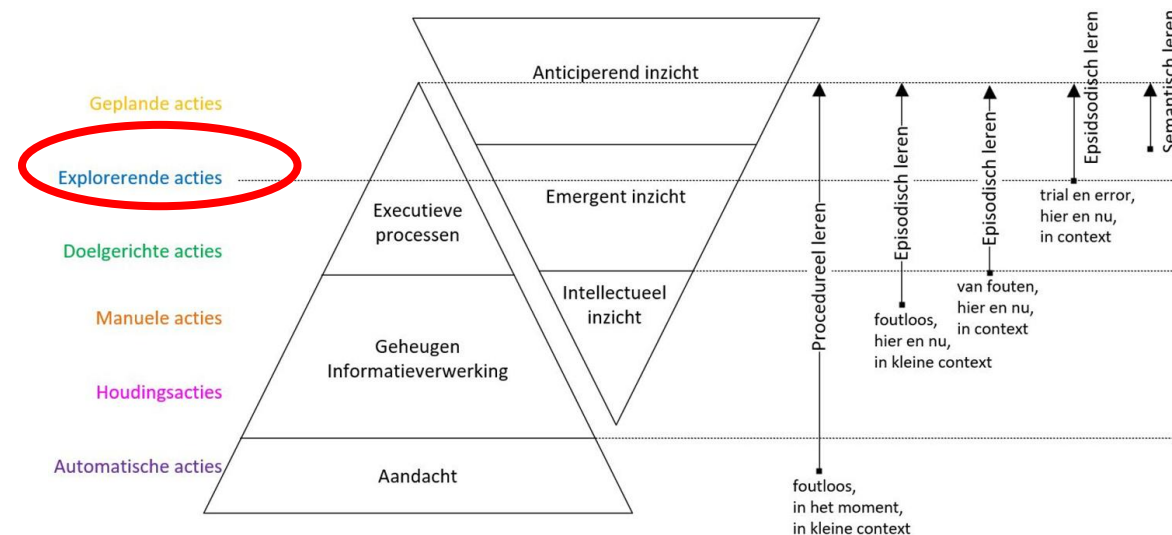 Geplande acties
Explorerende acties
Doelgerichte acties
Manuele acties
Houdingsacties
Automatische acties
Executieve
processen
Geheugen
Informatieverwerking
Aandacht
Anticiperend inzicht
Emergent inzicht
Intellectueel
inzicht
Procedureel leren
foutloos,
in het moment,
in kleine context
Episodisch leren
foutloos,
hier en nu,
in kleine context
Episodisch leren
van fouten,
hier en nu,
in context
Epsidsodisch leren
trial en error,
hier en nu,
in context
Semantisch leren